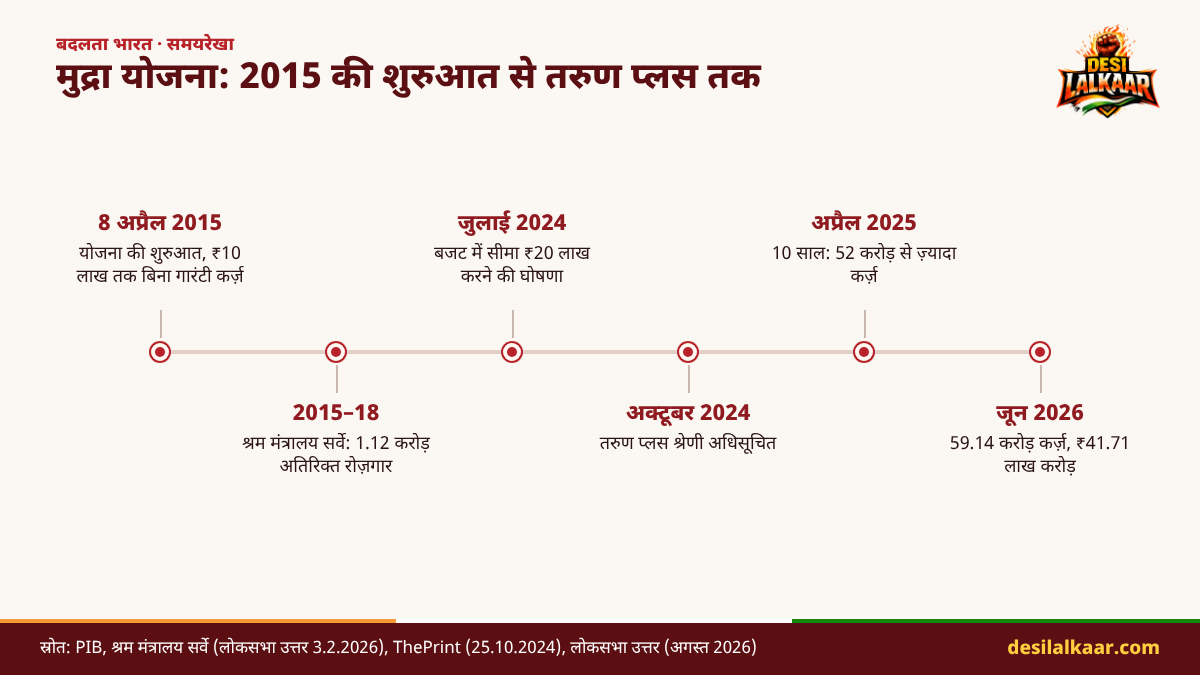 बदलता भारत · समयरेखा
मुद्रा योजना: 2015 की शुरुआत से तरुण प्लस तक
DESI
LALKAAR
8 अप्रैल 2015
योजना की शुरुआत, ₹10
लाख तक बिना गारंटी कर्ज़
जुलाई 2024
बजट में सीमा ₹20 लाख
करने की घोषणा
अप्रैल 2025
10 साल: 52 करोड़ से ज़्यादा
कर्ज़
2015–18
श्रम मंत्रालय सर्वे: 1.12 करोड़
अतिरिक्त रोज़गार
अक्टूबर 2024
तरुण प्लस श्रेणी अधिसूचित
जून 2026
59.14 करोड़ कर्ज़, ₹41.71
लाख करोड़
स्रोत: PIB, श्रम मंत्रालय सर्वे (लोकसभा उत्तर 3.2.2026), ThePrint (25.10.2024), लोकसभा उत्तर (अगस्त 2026)
desilalkaar.com